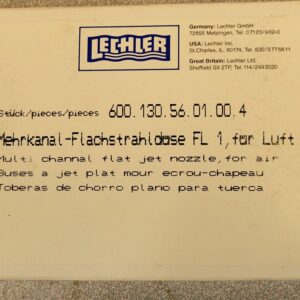 LECHLER
Germany: Lechler GmbH
72555 Metzingen, Tel. 07123/962-0
USA: Lechler Inc.
St. Charles, IL. 60174, Tel. 630/3776611
Great Britain: Lechler Ltd.
Sheffield S9 2TP, Tel. 114/2492020
Stück/pieces/pieces 600.130.56.01.00.4
Mehrkanal-Flachstrahldüse FL 1,für Luft
Multi channal flat jet nozzle,for air
Buses a jet plat mour ecrou-chapeau
Toberas de chorro plano para tuerca